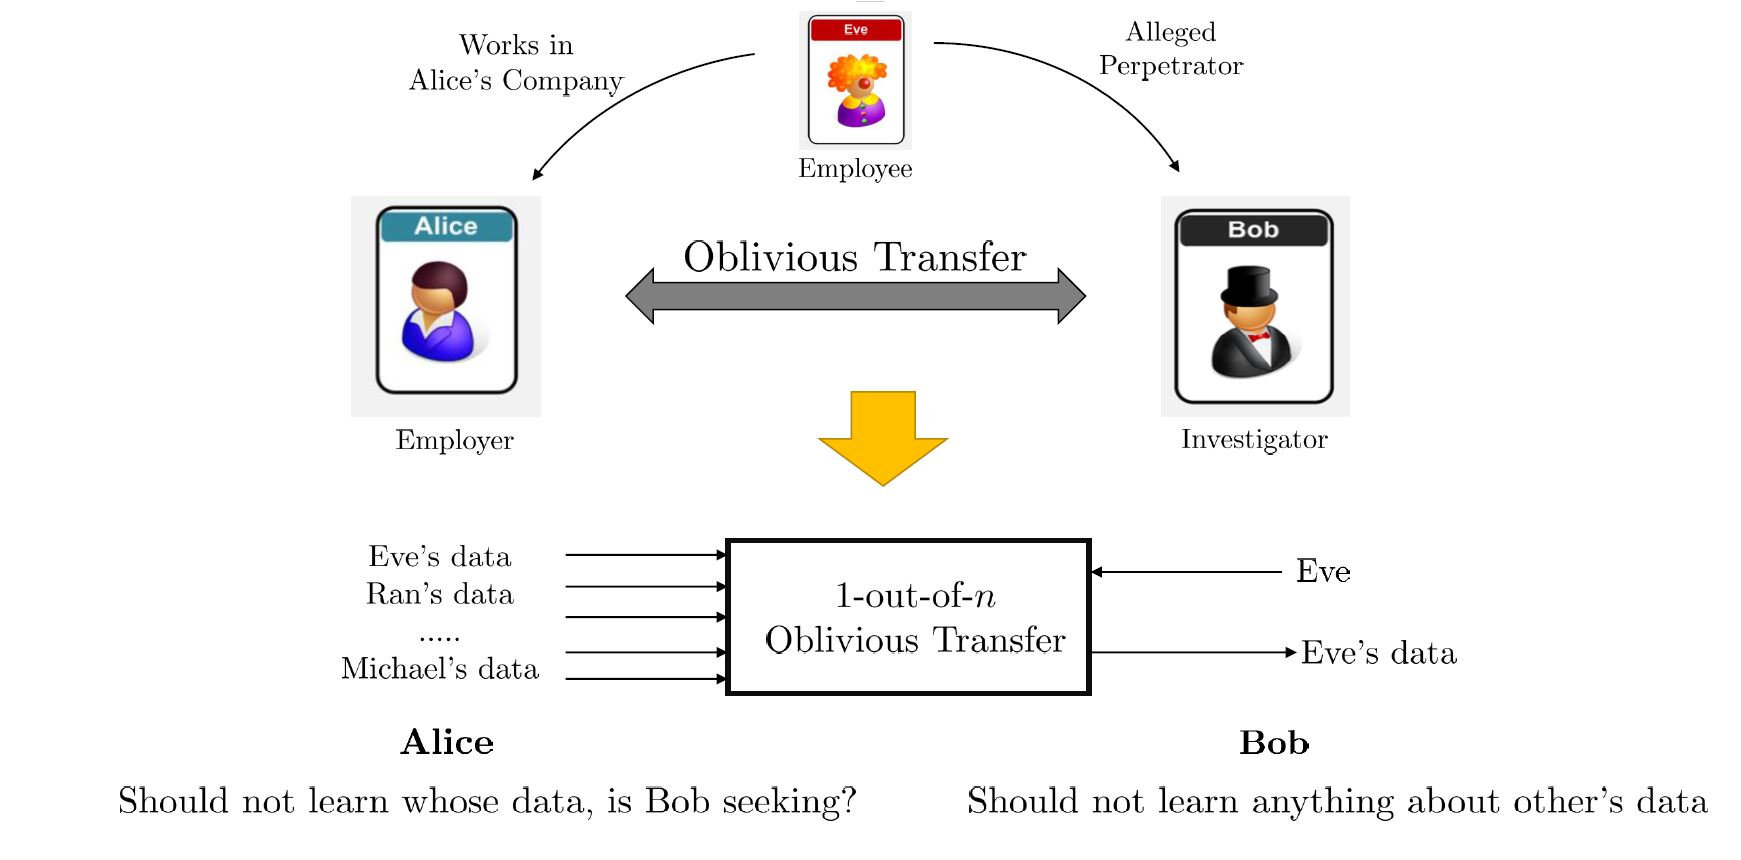 Eve
Works in
Alice's Company
Alleged
Perpetrator
Employee
Alice
Bob
Oblivious Transfer
Employer
Investigator
Eve's data
Ran's data
.....
Michael's data
1-out-of-n
Oblivious Transfer
Eve
Eve's data
Alice
Bob
Should not learn whose data, is Bob seeking?
Should not learn anything about other's data